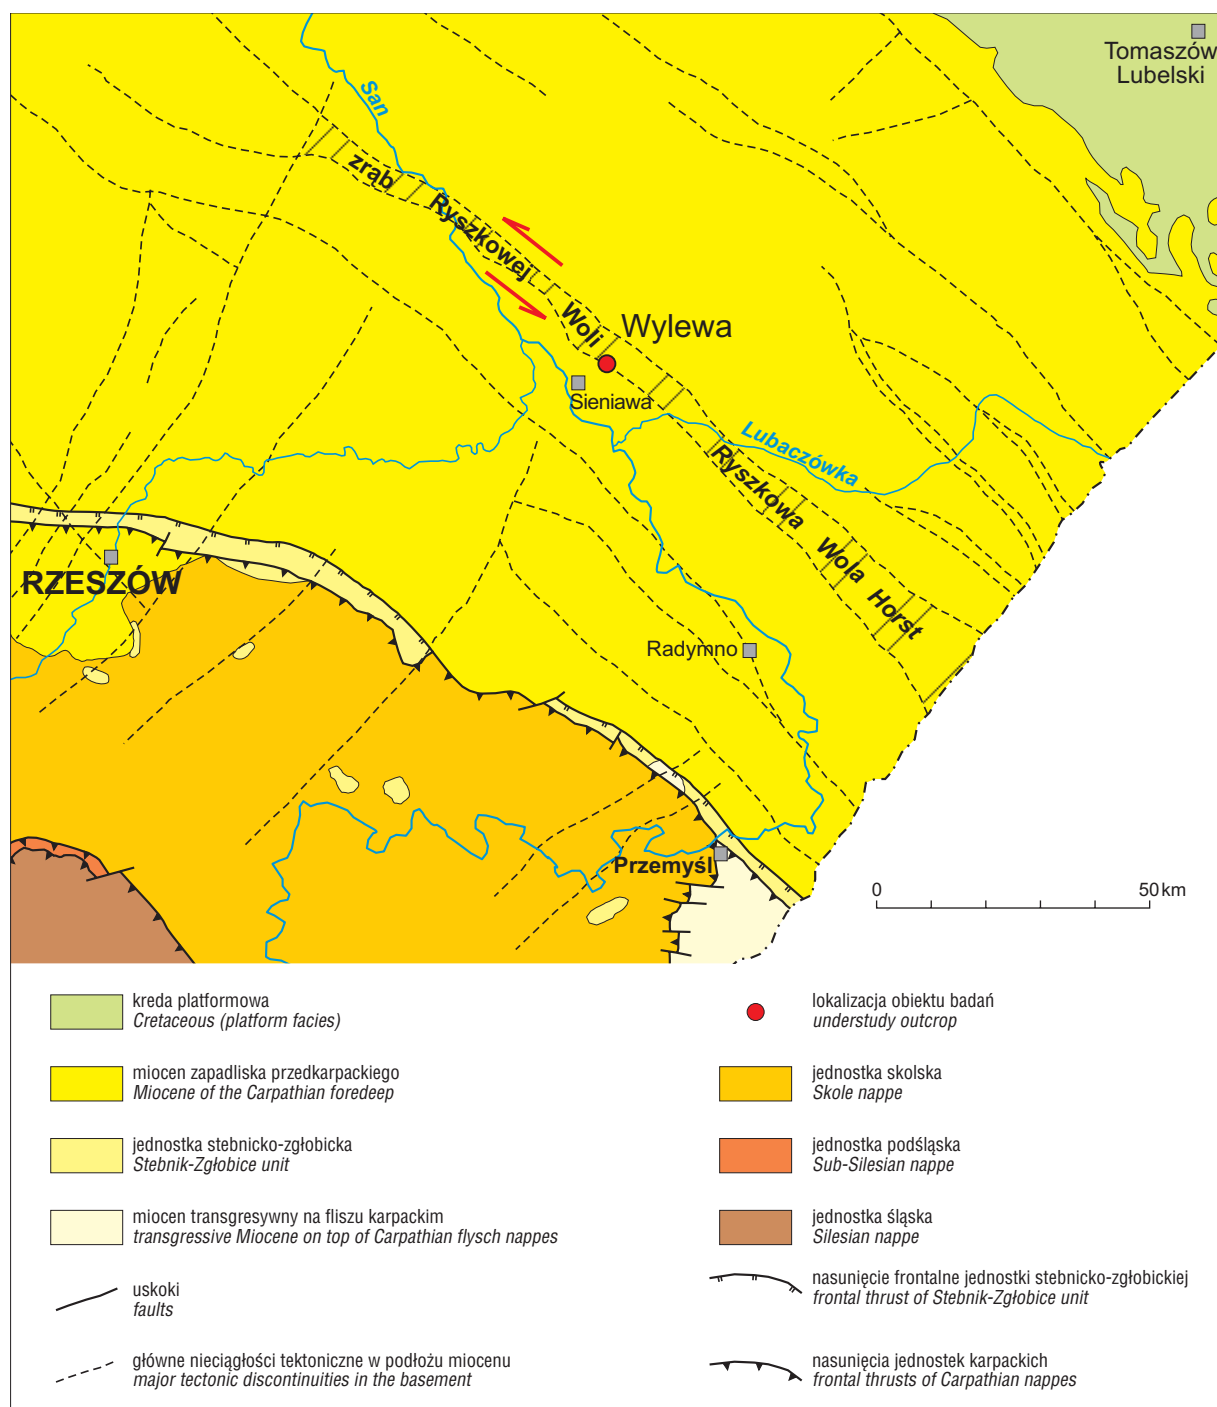 Tomaszów
Lubelski
San
zrąb
Ryszkowej
Woli
Wylewa
Sieniawa
Lubaczówka
Ryszkowa
Wola
Horst
RZESZÓW
Radymno
Przemyśl
0
50 km
kreda platformowa
Cretaceous (platform facies)
miocen zapadliska przedkarpackiego
Miocene of the Carpathian foredeep
jednostka stebnicko-zgłobicka
Stebnik-Zgłobice unit
miocen transgresywny na fliszu karpackim
transgressive Miocene on top of Carpathian flysch nappes
uskoki
faults
główne nieciągłości tektoniczne w podłożu miocenu
major tectonic discontinuities in the basement
lokalizacja obiektu badań
understudy outcrop
jednostka skolska
Skole nappe
jednostka podśląska
Sub-Silesian nappe
jednostka śląska
Silesian nappe
nasunięcie frontalne jednostki stebnicko-zgłobickiej
frontal thrust of Stebnik-Zgłobice unit
nasunięcia jednostek karpackich
frontal thrusts of Carpathian nappes